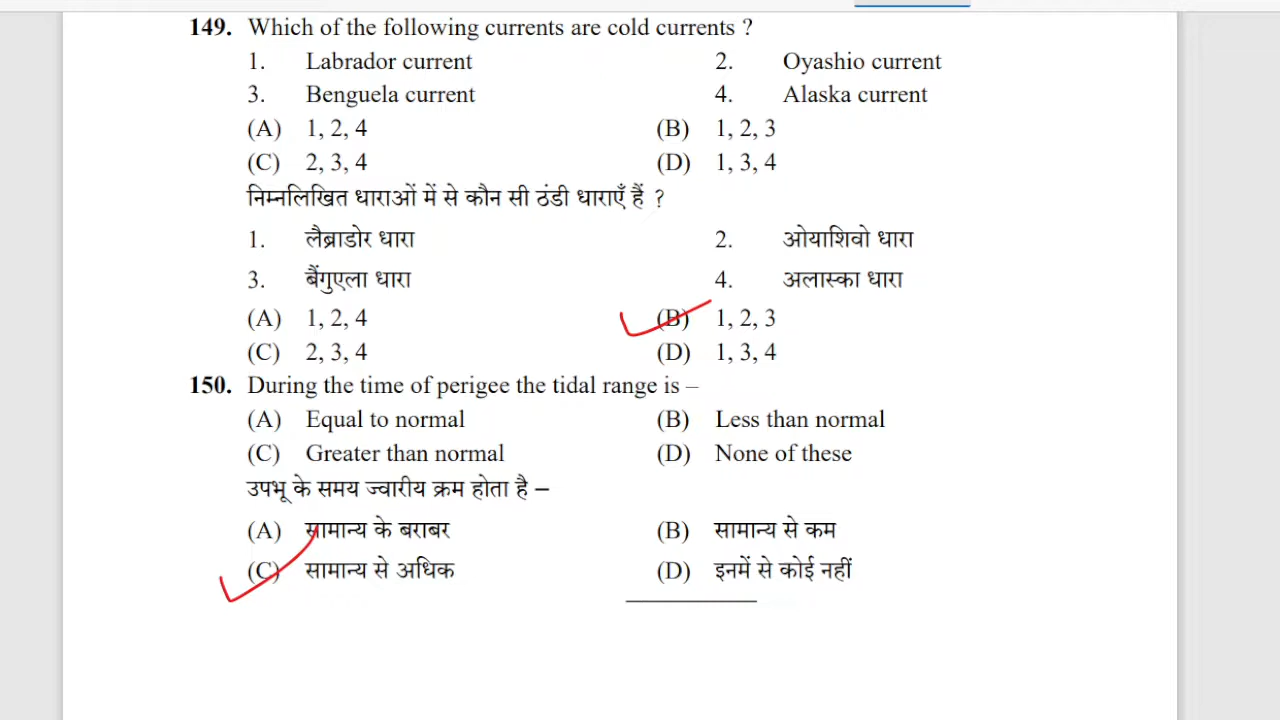 149. Which of the following currents are cold currents ?
1. Labrador current 2. Oyashio current
3. Benguela current 4. Alaska current
(A) 1, 2, 4 (B) 1, 2, 3
(C) 2, 3, 4 (D) 1, 3, 4
निम्नलिखित धाराओं में से कौन सी ठंडी धाराएँ हैं ?
1. लैब्राडोर धारा 2. ओयाशिवो धारा
3. बैंगुएला धारा 4. अलास्का धारा
(A) 1, 2, 4 (B) 1, 2, 3
(C) 2, 3, 4 (D) 1, 3, 4
150. During the time of perigee the tidal range is –
(A) Equal to normal (B) Less than normal
(C) Greater than normal (D) None of these
उपभू के समय ज्वारीय क्रम होता है –
(A) सामान्य के बराबर (B) सामान्य से कम
(C) सामान्य से अधिक (D) इनमें से कोई नहीं